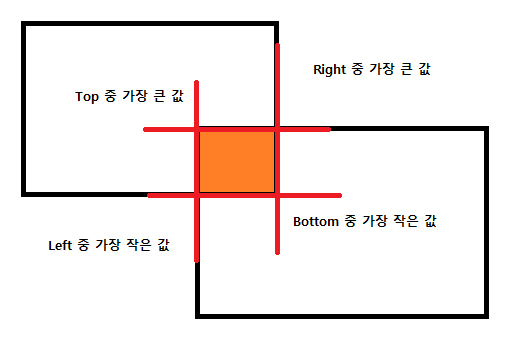 Right 중 가장 큰 값
Top 중 가장 큰 값
Bottom 중 가장 작은 값
Left 중 가장 작은 값